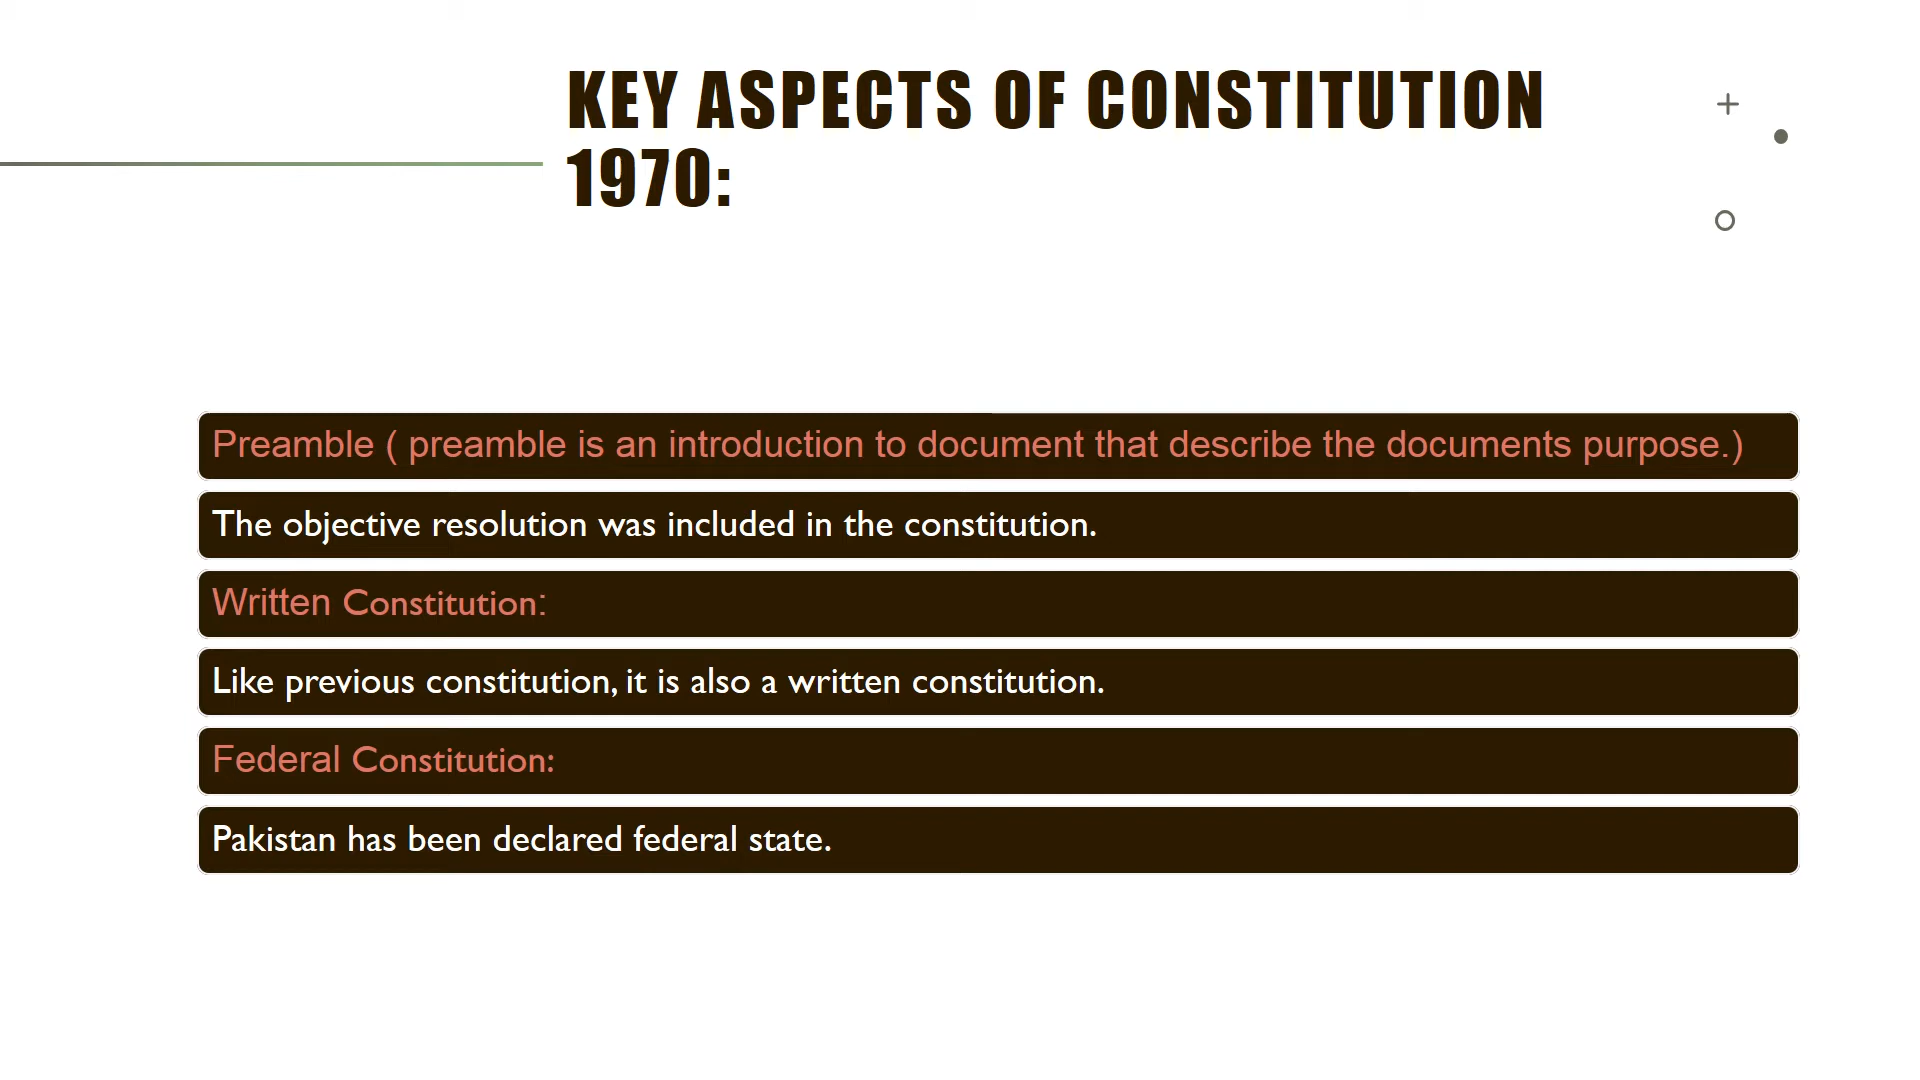 KEY ASPECTS OF CONSTITUTION
1970:
Preamble ( preamble is an introduction to document that describe the documents purpose.)
The objective resolution was included in the constitution.
Written Constitution:
Like previous constitution, it is also a written constitution.
Federal Constitution:
Pakistan has been declared federal state.